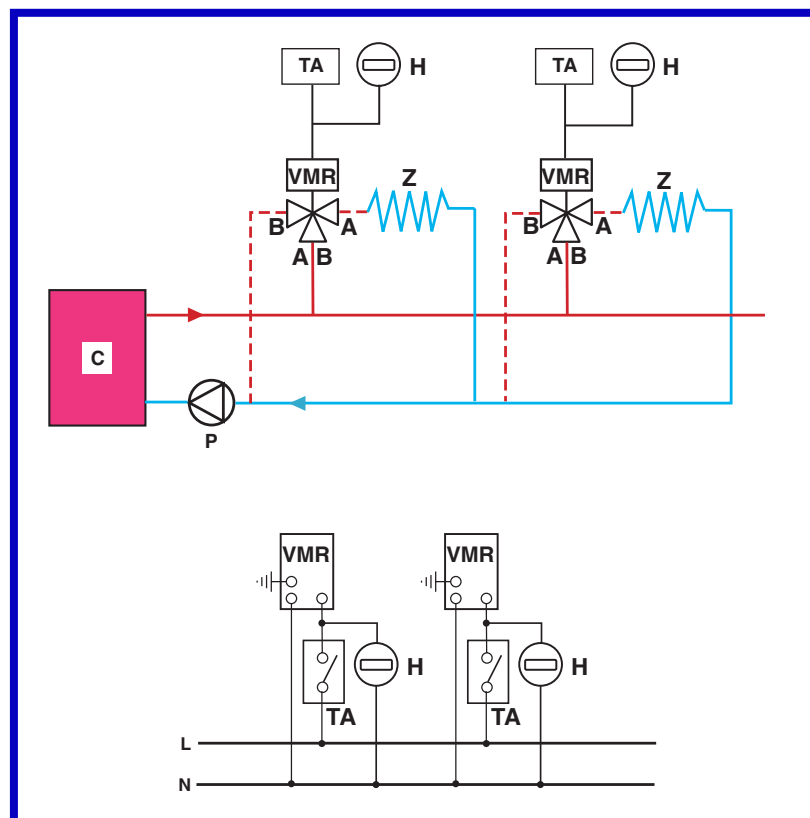 TA H TA H
VMR Z VMR Z
B A B A
A B A B
C
P
VMR VMR
H H
TA TA
L
N